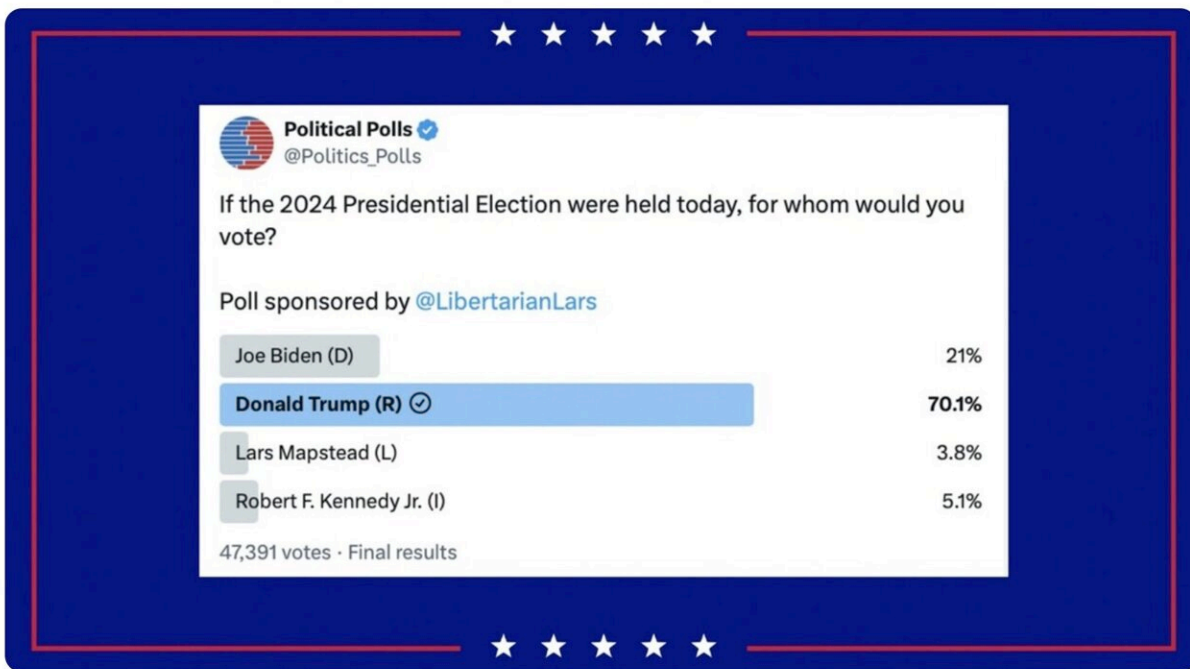 Political Polls
@Politics_Polls
If the 2024 Presidential Election were held today, for whom would you
vote?
Poll sponsored by @LibertarianLars
Joe Biden (D) 21%
Donald Trump (R) 70.1%
Lars Mapstead (L) 3.8%
Robert F. Kennedy Jr. (I) 5.1%
47,391 votes · Final results